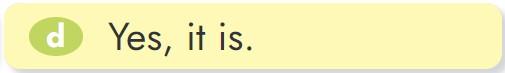 d Yes, it is.